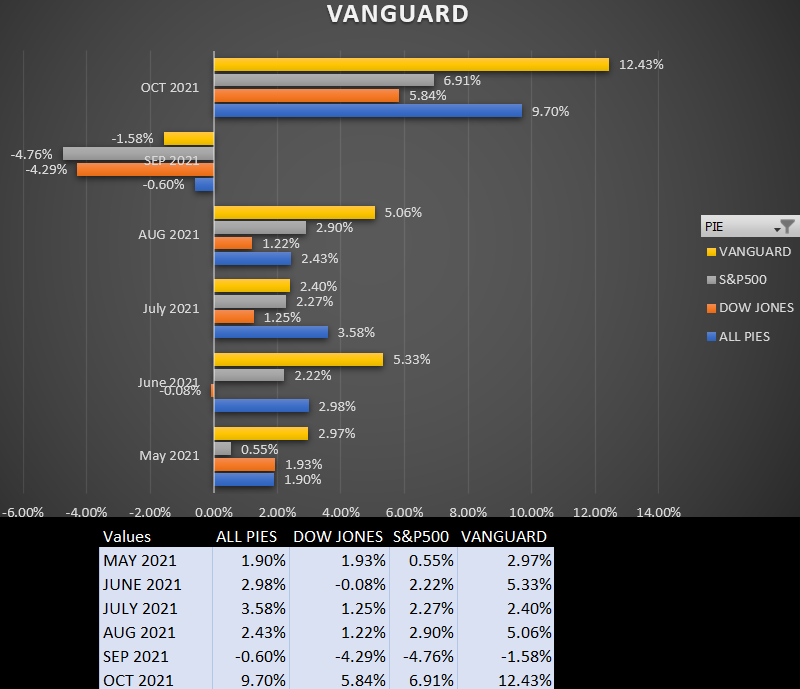 VANGUARD
12.43%
6.91%
OCT 2021
5.84%
9.70%
-1.58%
-4.76%
SEP 2021
-4.29%
-0.60%
5.06%
2.90%
AUG 2021
1.22%
2.43%
2.40%
2.27%
July 2021
1.25%
3.58%
5.33%
2.22%
June 2021
-0.08%
2.98%
2.97%
0.55%
May 2021
1.93%
1.90%
-6.00% -4.00% -2.00% 0.00% 2.00% 4.00% 6.00% 8.00% 10.00% 12.00% 14.00%
PIE
VANGUARD
S&P500
DOW JONES
ALL PIES
Values ALL PIES DOW JONES S&P500 VANGUARD
MAY 2021 1.90% 1.93% 0.55% 2.97%
JUNE 2021 2.98% -0.08% 2.22% 5.33%
JULY 2021 3.58% 1.25% 2.27% 2.40%
AUG 2021 2.43% 1.22% 2.90% 5.06%
SEP 2021 -0.60% -4.29% -4.76% -1.58%
OCT 2021 9.70% 5.84% 6.91% 12.43%